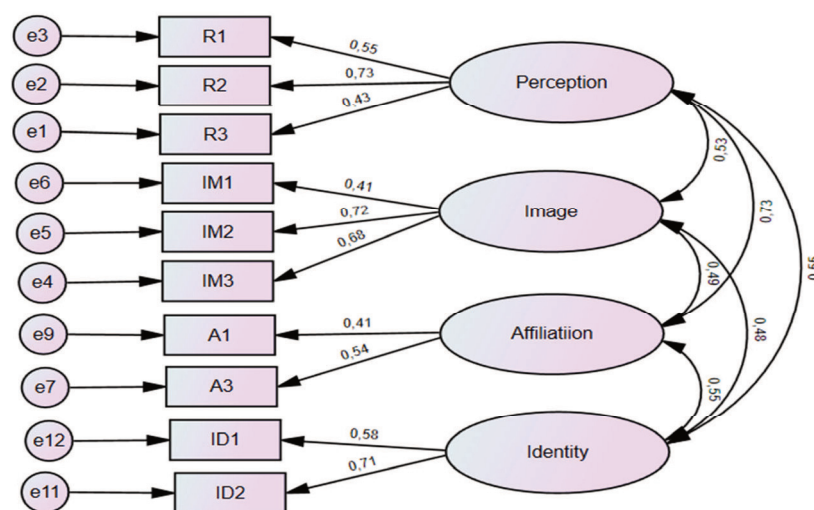 e3
R1
0,55
e2
R2
0,73
Perception
e1
R3
0,43
0,53
e6
IM1
0,41
e5
IM2
0,72
Image
0,73
e4
IM3
0,68
0,49
e9
A1
0,41
Affiliatiion
0,48
e7
A3
0,54
0,55
e12
ID1
0,58
Identity
e11
ID2
0,71